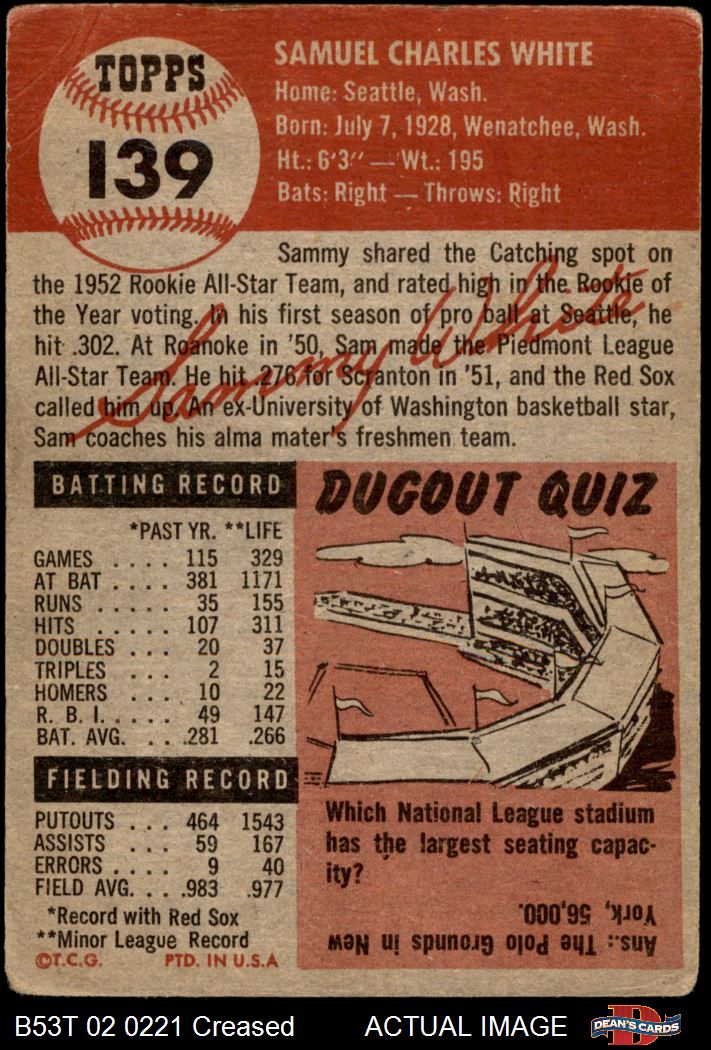 TOPPS
139
SAMUEL CHARLES WHITE
Home: Seattle, Wash.
Born: July 7, 1928, Wenatchee, Wash.
Ht.: 6'3" — Wt.: 195
Bats: Right — Throws: Right
Sammy shared the Catching spot on
the 1952 Rookie All-Star Team, and rated high in the Rookie of
the Year voting. In his first season of pro ball at Seattle, he
hit .302. At Roanoke in '50, Sam made the Piedmont League
All-Star Team. He hit .276 for Scranton in '51, and the Red Sox
called him up. An ex-University of Washington basketball star,
Sam coaches his alma mater's freshmen team.
Sammy White
BATTING RECORD
*PAST YR. **LIFE
GAMES .... 115 329
AT BAT .... 381 1171
RUNS ..... 35 155
HITS ..... 107 311
DOUBLES .. 20 37
TRIPLES ... 2 15
HOMERS ... 10 22
R. B. I. .... 49 147
BAT. AVG. ... .281 .266
FIELDING RECORD
PUTOUTS ... 464 1543
ASSISTS ... 59 167
ERRORS .... 9 40
FIELD AVG. .. .983 .977
*Record with Red Sox
**Minor League Record
©T.C.G. PTD. IN U.S.A
DUGOUT QUIZ
Which National League stadium
has the largest seating capac-
ity?
Ans.: The Polo Grounds in New
York, 56,000.
B53T 02 0221 Creased ACTUAL IMAGE
D
DEAN'S CARDS